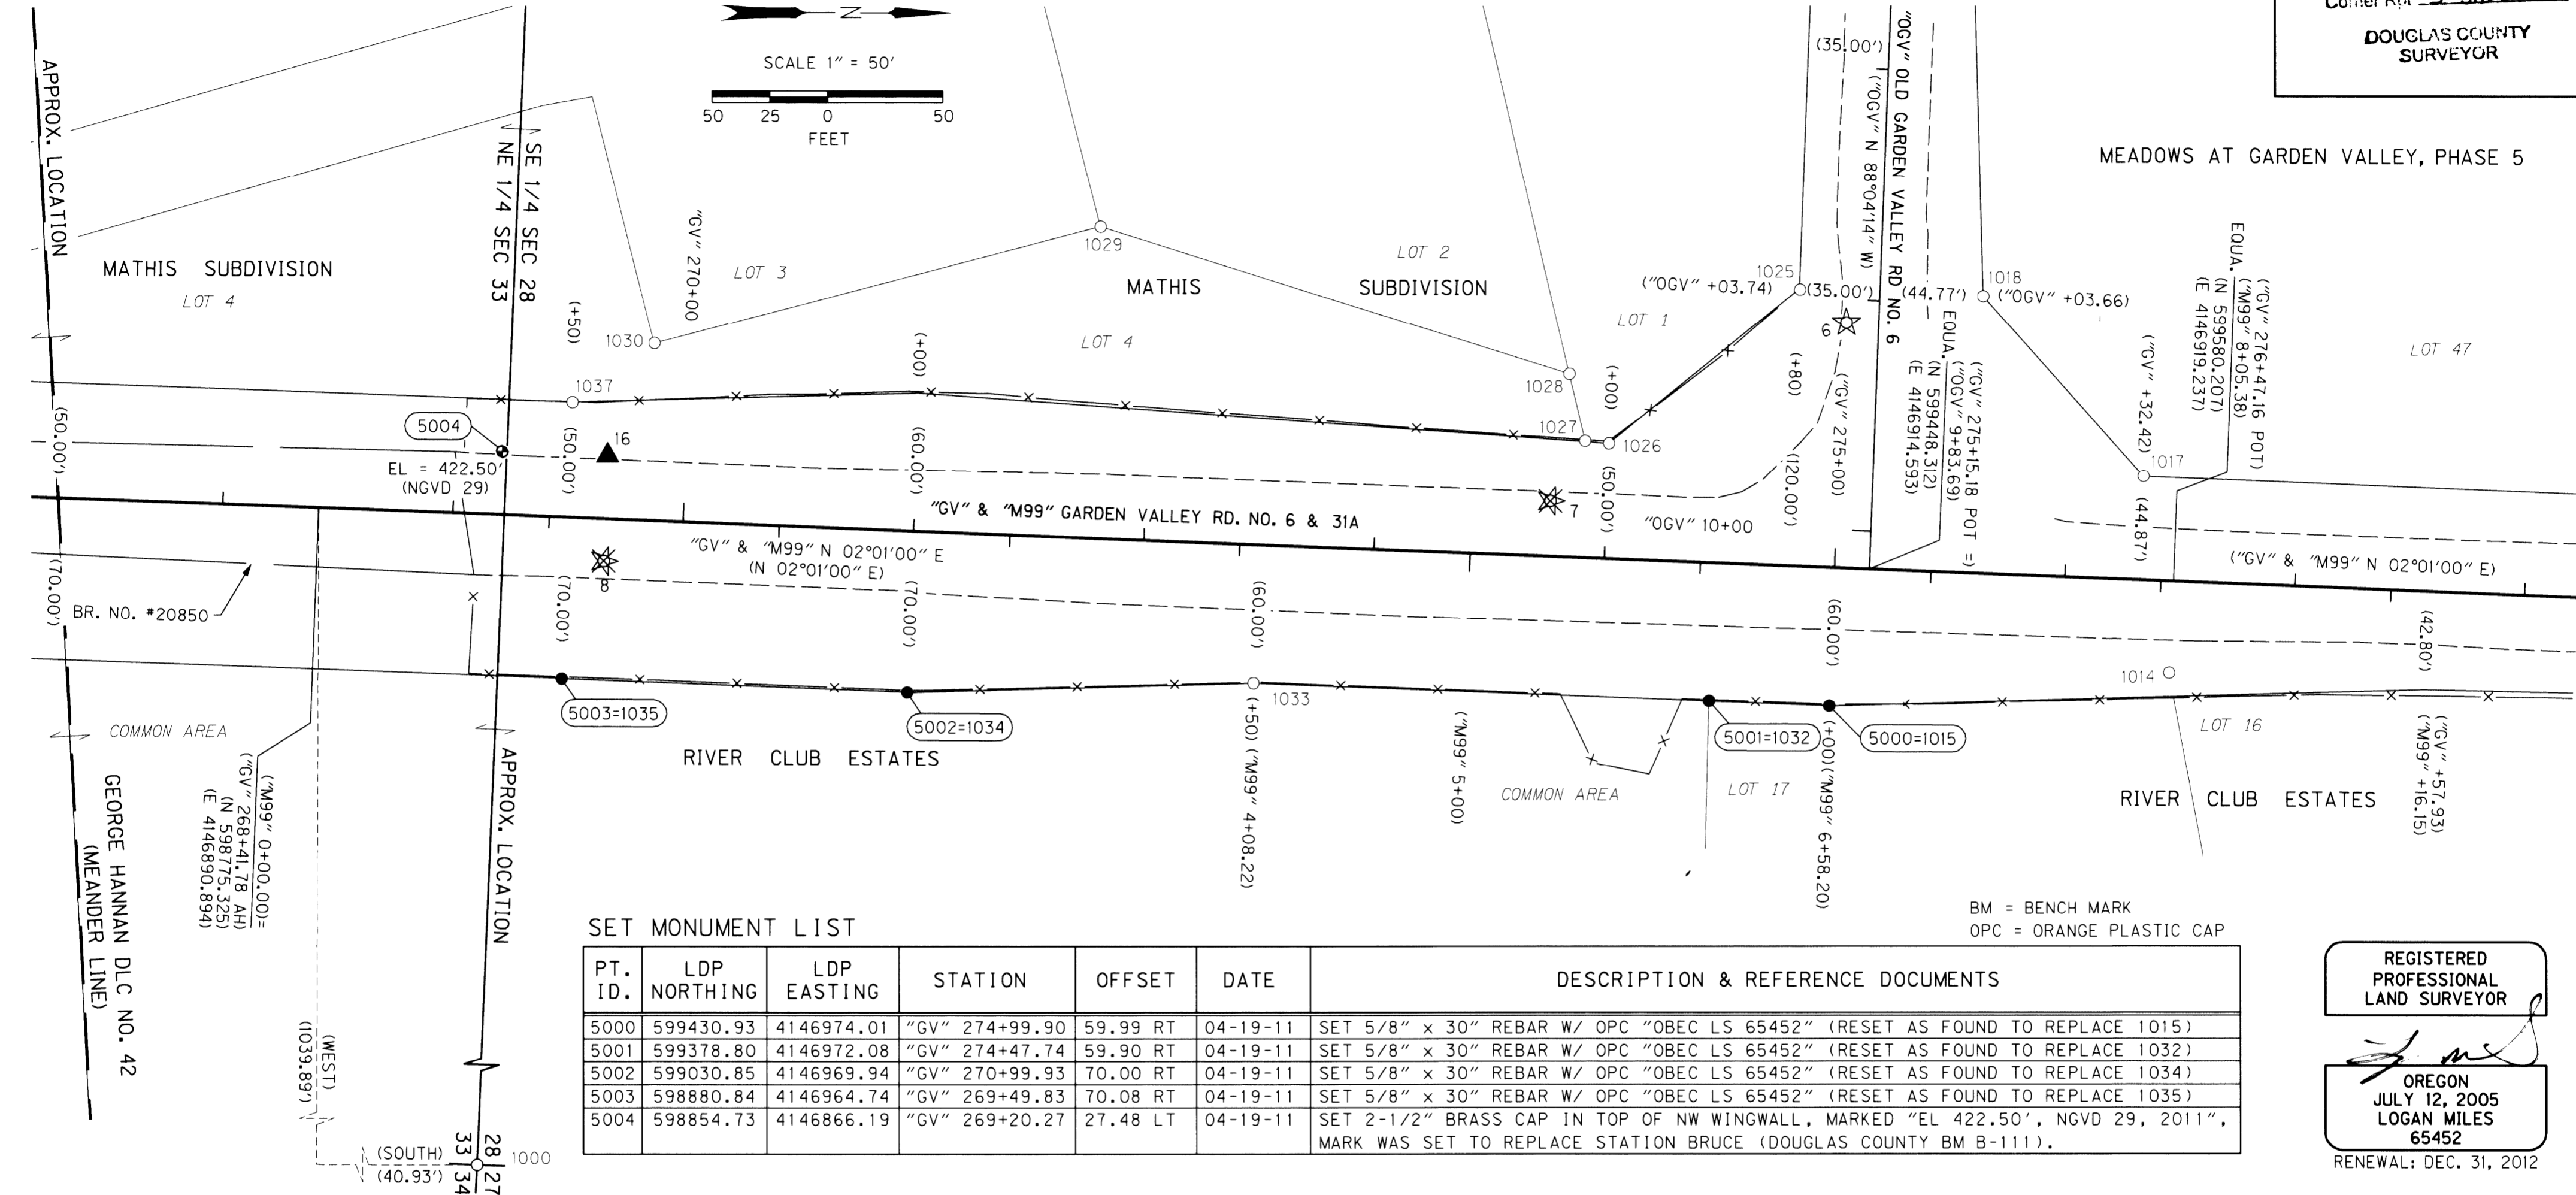 N
SCALE 1" = 50'
50 25 0 50
FEET
Corner Rpt
DOUGLAS COUNTY
SURVEYOR
MEADOWS AT GARDEN VALLEY, PHASE 5
APPROX. LOCATION
SE 1/4 SEC 28
NE 1/4 SEC 33
MATHIS SUBDIVISION
LOT 4
"GV" 270+00
LOT 3
1029
MATHIS
LOT 2
SUBDIVISION
LOT 4
LOT 1
(35.00')
("OGV" N 88°04'14" W)
"OGV" OLD GARDEN VALLEY RD NO. 6
1025
("OGV" +03.74)
(35.00')
(44.77')
1018
("OGV" +03.66)
6
EQUA.
("GV" 275+15.18 POT =)
("OGV" 9+83.69)
(N 599448.312)
(E 4146914.593)
("GV" +32.42)
EQUA.
("GV" 276+47.16 POT)
("M99" 8+05.38)
(N 599580.207)
(E 4146919.237)
LOT 47
(+50)
1030
1037
(+00)
1028
1027
(+00)
1026
(+80)
("GV" 275+00)
1017
(50.00')
5004
EL = 422.50'
(NGVD 29)
(50.00')
16
(60.00')
7
(50.00')
(120.00')
(44.87')
"GV" & "M99" GARDEN VALLEY RD. NO. 6 & 31A
"OGV" 10+00
"GV" & "M99" N 02°01'00" E
(N 02°01'00" E)
("GV" & "M99" N 02°01'00" E)
(70.00')
BR. NO. #20850
(70.00')
8
(70.00')
(60.00')
(60.00')
(42.80')
1014
5003=1035
5002=1034
1033
5001=1032
5000=1015
LOT 16
COMMON AREA
RIVER CLUB ESTATES
(+50) ("M99" 4+08.22)
("M99" 5+00)
COMMON AREA
LOT 17
(+00) ("M99" 6+58.20)
RIVER CLUB ESTATES
("GV" +57.93)
("M99" +16.15)
GEORGE HANNAN DLC NO. 42
(MEANDER LINE)
("M99" 0+00.00)=
("GV" 268+41.78 AH)
(N 598775.325)
(E 4146890.894)
APPROX. LOCATION
(WEST)
(1039.89')
(SOUTH)
(40.93')
33 28
34 27
1000
BM = BENCH MARK
OPC = ORANGE PLASTIC CAP
SET MONUMENT LIST
PT. ID. LDP NORTHING LDP EASTING STATION OFFSET DATE DESCRIPTION & REFERENCE DOCUMENTS
5000 599430.93 4146974.01 "GV" 274+99.90 59.99 RT 04-19-11 SET 5/8" x 30" REBAR W/ OPC "OBEC LS 65452" (RESET AS FOUND TO REPLACE 1015)
5001 599378.80 4146972.08 "GV" 274+47.74 59.90 RT 04-19-11 SET 5/8" x 30" REBAR W/ OPC "OBEC LS 65452" (RESET AS FOUND TO REPLACE 1032)
5002 599030.85 4146969.94 "GV" 270+99.93 70.00 RT 04-19-11 SET 5/8" x 30" REBAR W/ OPC "OBEC LS 65452" (RESET AS FOUND TO REPLACE 1034)
5003 598880.84 4146964.74 "GV" 269+49.83 70.08 RT 04-19-11 SET 5/8" x 30" REBAR W/ OPC "OBEC LS 65452" (RESET AS FOUND TO REPLACE 1035)
5004 598854.73 4146866.19 "GV" 269+20.27 27.48 LT 04-19-11 SET 2-1/2" BRASS CAP IN TOP OF NW WINGWALL, MARKED "EL 422.50', NGVD 29, 2011",
MARK WAS SET TO REPLACE STATION BRUCE (DOUGLAS COUNTY BM B-111).
REGISTERED
PROFESSIONAL
LAND SURVEYOR
OREGON
JULY 12, 2005
LOGAN MILES
65452
RENEWAL: DEC. 31, 2012